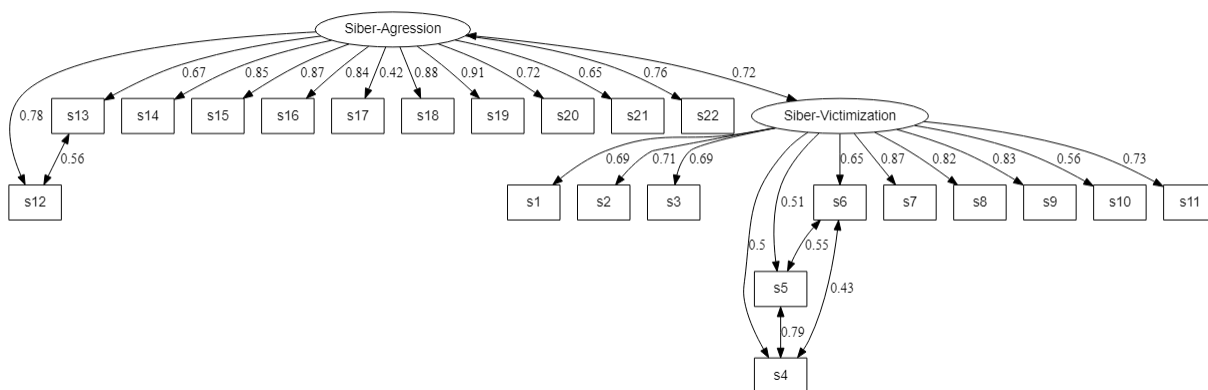 Siber-Agression
0.67 0.85 0.87 0.84 0.42 0.88 0.91 0.72 0.65 0.76 0.72
0.78 s13 s14 s15 s16 s17 s18 s19 s20 s21 s22 Siber-Victimization
0.56 0.69 0.71 0.69 0.65 0.87 0.82 0.83 0.56 0.73
s12 s1 s2 s3 0.51 s6 s7 s8 s9 s10 s11
0.5 0.55
s5 0.43
0.79
s4